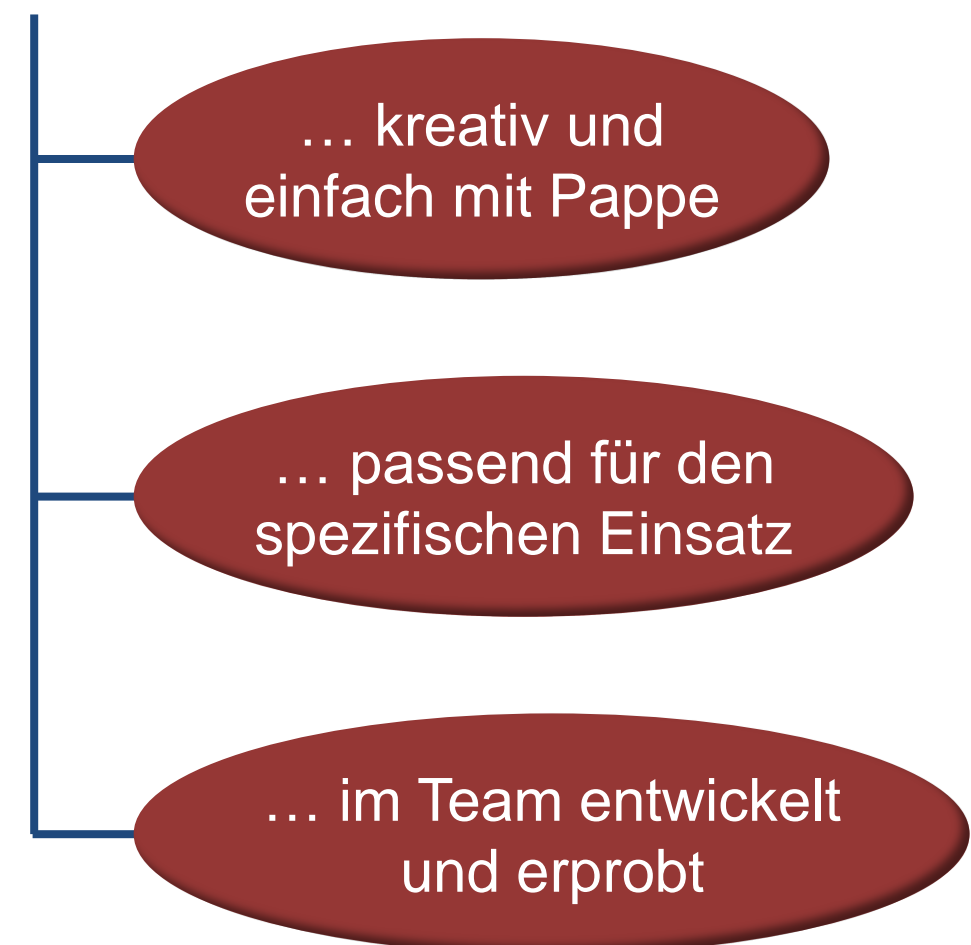 … kreativ und
einfach mit Pappe
… passend für den
spezifischen Einsatz
… im Team entwickelt
und erprobt